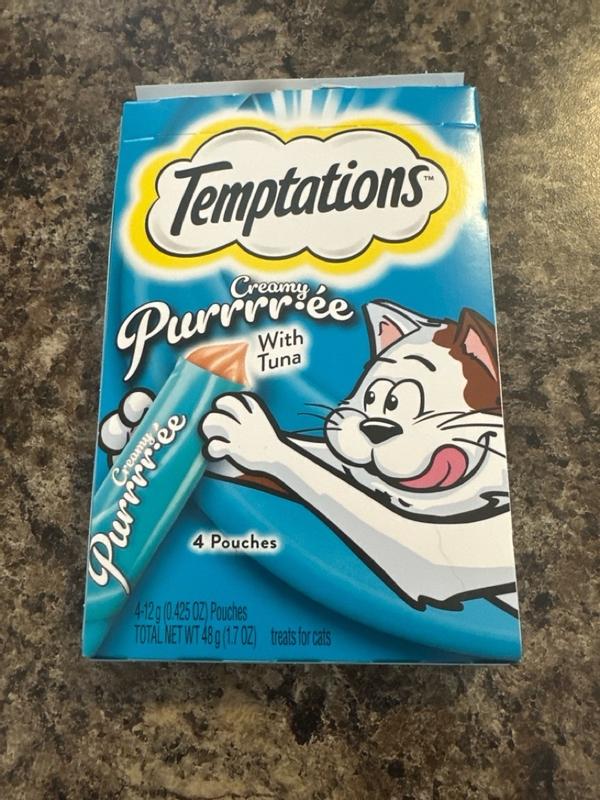 Temptations™
Creamy
Purrrr•ée
With
Tuna
Creamy
Purrrr•ée
4 Pouches
4-12 g (0.425 OZ) Pouches
TOTAL NET WT 48 g (1.7 OZ) treats for cats